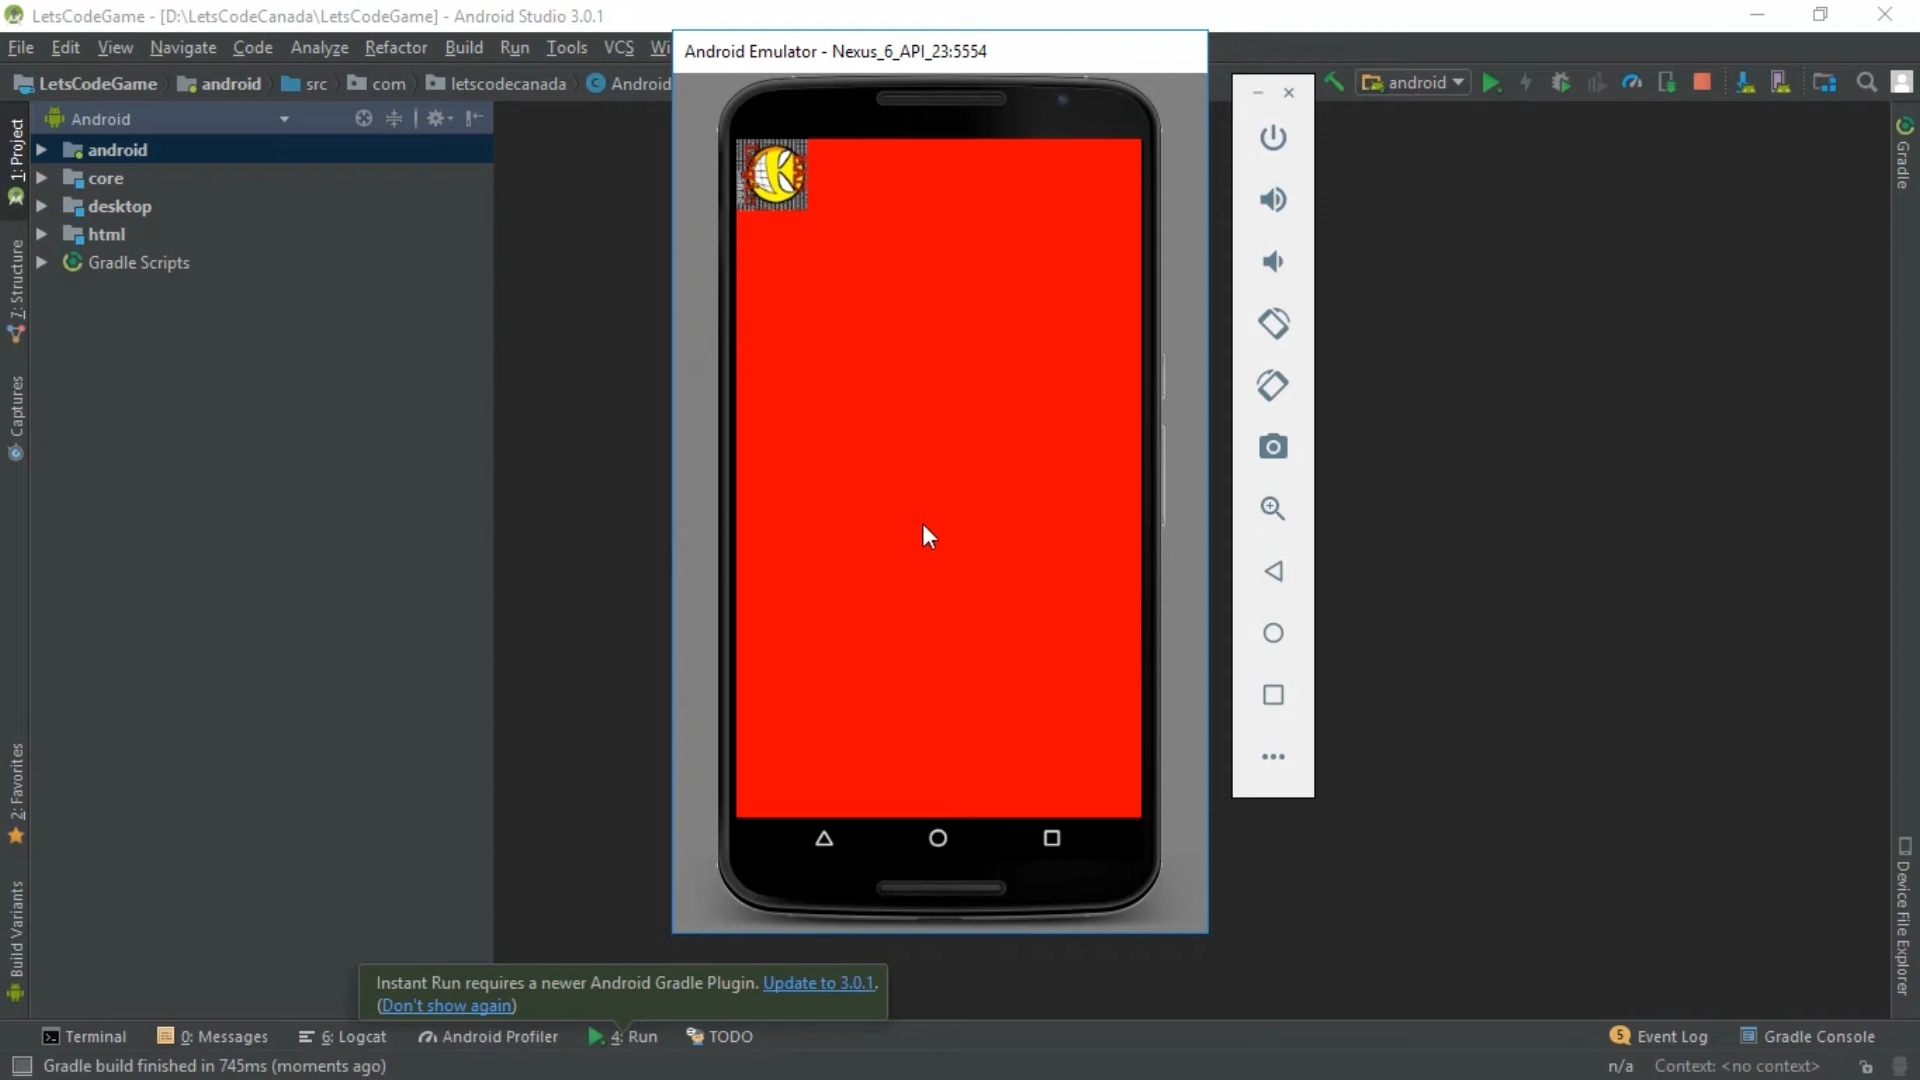 LetsCodeGame - [D:\LetsCodeCanada\LetsCodeGame] - Android Studio 3.0.1
File Edit View Navigate Code Analyze Refactor Build Run Tools VCS Wi
Android Emulator - Nexus_6_API_23:5554
LetsCodeGame android src com letscodecanada Android
android
Android
1: Project
android
core
desktop
html
Gradle Scripts
7: Structure
Captures
2: Favorites
Build Variants
Gradle
Device File Explorer
Instant Run requires a newer Android Gradle Plugin. Update to 3.0.1.
(Don't show again)
Terminal 0: Messages 6: Logcat Android Profiler 4: Run TODO 5 Event Log Gradle Console
Gradle build finished in 745ms (moments ago) n/a Context: <no context>